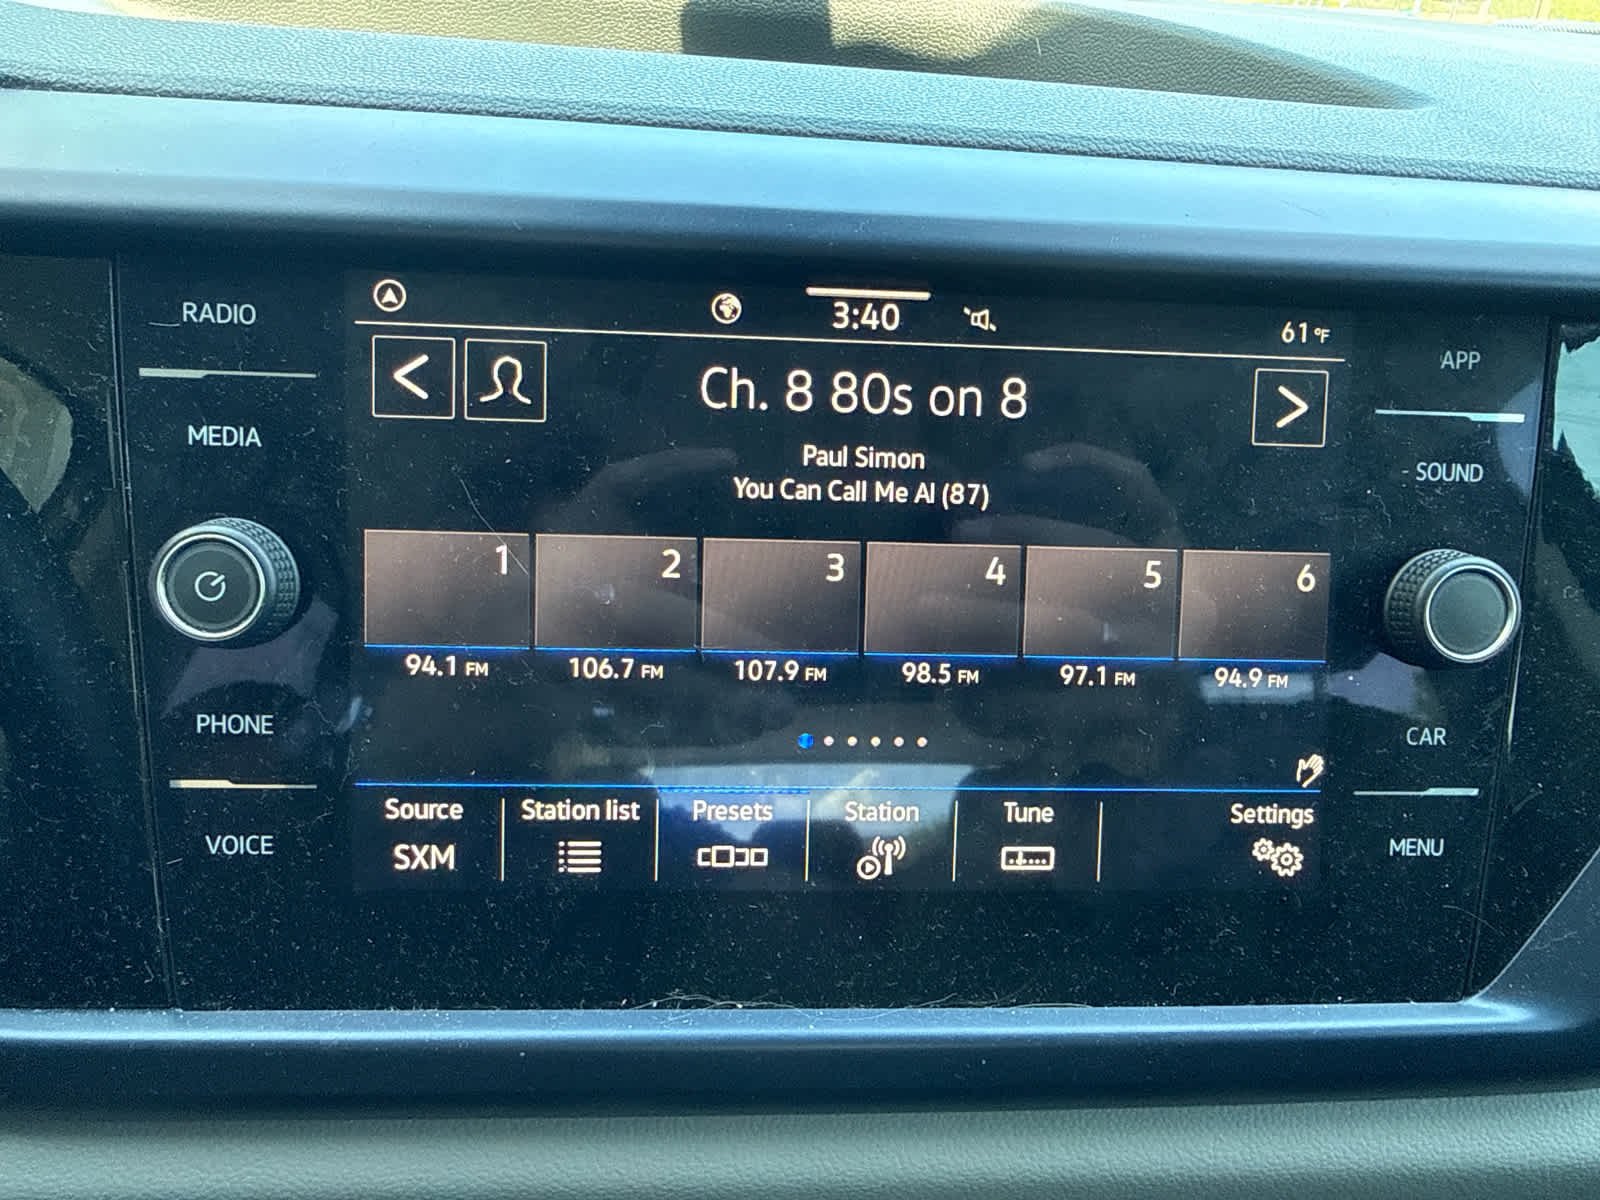 RADIO
MEDIA
PHONE
VOICE
3:40
61°F
Ch. 8 80s on 8
Paul Simon
You Can Call Me Al (87)
1 2 3 4 5 6
94.1 FM 106.7 FM 107.9 FM 98.5 FM 97.1 FM 94.9 FM
Source Station list Presets Station Tune Settings
SXM
APP
SOUND
CAR
MENU